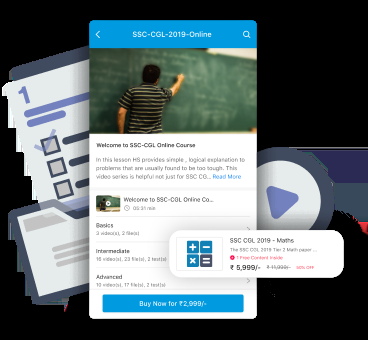 SSC-CGL-2019-Online
1
Welcome to SSC-CGL Online Course
In this lesson HS provides simple , logical explanation to
problems that are usually found to be too tough. This
video series is helpful not just for SSC CG... Read More
Welcome to SSC-CGL Online Co...
05:31 min
Basics
3 video(s), 2 file(s)
Intermediate
16 video(s), 23 file(s), 2 test(s)
Advanced
10 video(s), 17 file(s), 2 test(s)
SSC CGL 2019 - Maths
The SSC CGL 2019 Tier 2 Math paper ...
1 Free Content Inside
₹ 5,999/- ₹ 11,999/- 50% OFF
Buy Now for ₹2,999/-